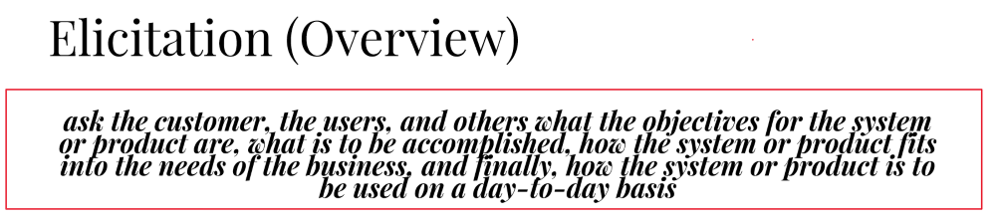 Elicitation (Overview)
ask the customer, the users, and others what the objectives for the system
or product are, what is to be accomplished, how the system or product fits
into the needs of the business, and finally, how the system or product is to
be used on a day-to-day basis